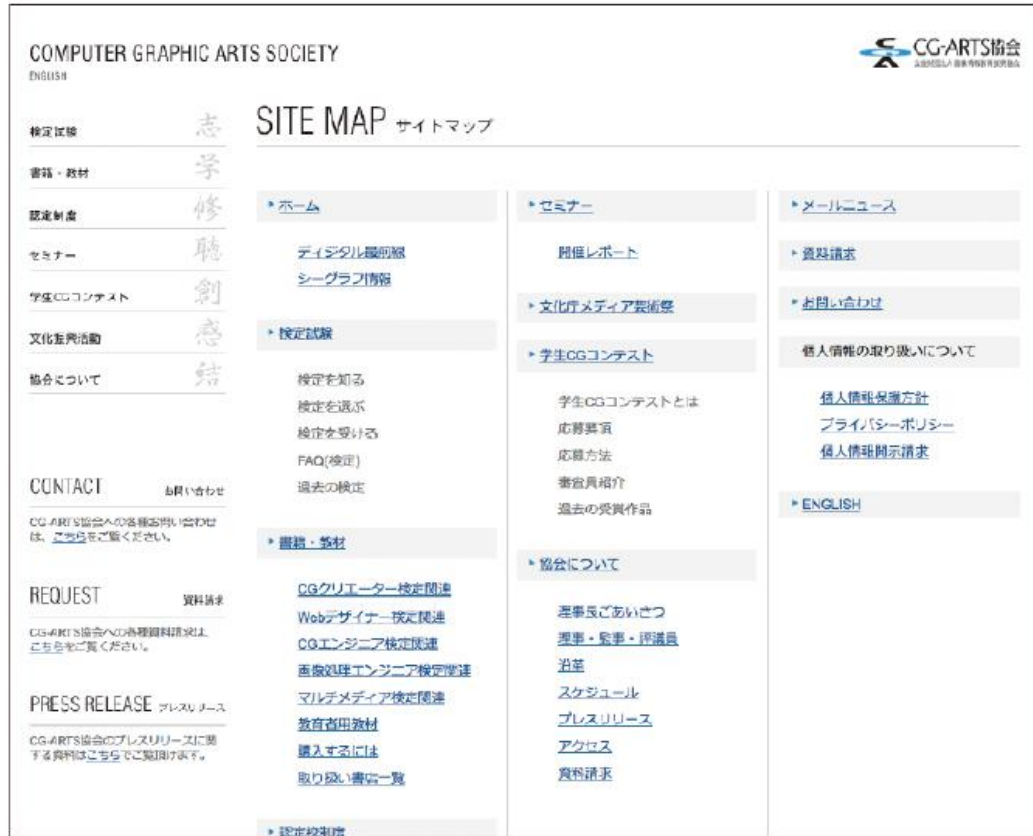 COMPUTER GRAPHIC ARTS SOCIETY
ENGLISH
CG-ARTS協会
検定試験 志
書籍・教材 学
認定制度 修
セミナー 聴
学生CGコンテスト 創
文化振興活動 感
協会について 結
CONTACT お問い合わせ
CG-ARTS協会への各種お問い合わせ
は、こちらをご覧ください。
REQUEST 資料請求
CG-ARTS協会への各種資料請求は、
こちらをご覧ください。
PRESS RELEASE プレスリリース
CG-ARTS協会のプレスリリースに関
する資料はこちらでご覧頂けます。
SITE MAP サイトマップ
ホーム
ディジタル最前線
シーグラフ情報
検定試験
検定を知る
検定を選ぶ
検定を受ける
FAQ(検定)
過去の検定
書籍・教材
CGクリエーター検定関連
Webデザイナー検定関連
CGエンジニア検定関連
画像処理エンジニア検定関連
マルチメディア検定関連
教育者用教材
購入するには
取り扱い書店一覧
認定校制度
セミナー
開催レポート
文化庁メディア芸術祭
学生CGコンテスト
学生CGコンテストとは
応募要項
応募方法
審査員紹介
過去の受賞作品
協会について
理事長ごあいさつ
理事・監事・評議員
沿革
スケジュール
プレスリリース
アクセス
資料請求
メールニュース
資料請求
お問い合わせ
個人情報の取り扱いについて
個人情報保護方針
プライバシーポリシー
個人情報開示請求
ENGLISH